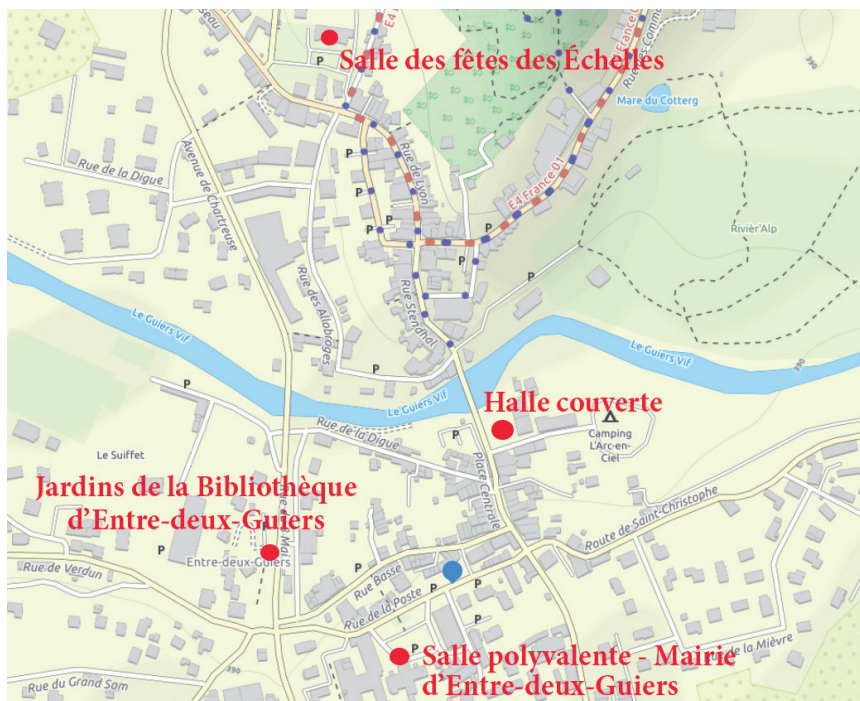 E4 France
Salle des fêtes des Échelles
P
E4 France 01
Mare du Cotterg
390
Rue de la Digue
Avenue de Chartreuse
Rue de Lyon
P
P
P
P
P
E4 France 01
Rivièr'Alp
P
Rue des Allobroges
Rue Stendhal
Le Guiers Vif
Le Guiers Vif
390
P
P
Le Guiers Vif
Halle couverte
Camping
L'Arc-en-
Ciel
Rue de la Digue
P
P
Le Suiffet
Place Centrale
Jardins de la Bibliothèque
d'Entre-deux-Guiers
Route de Saint-Christophe
P
P
P
Entre-deux-Guiers
Rue de Verdun
Rue Basse
Rue de la Poste
P
P
P
P
P
Salle polyvalente - Mairie
d'Entre-deux-Guiers
Rue de la Mièvre
390
Rue du Grand Som